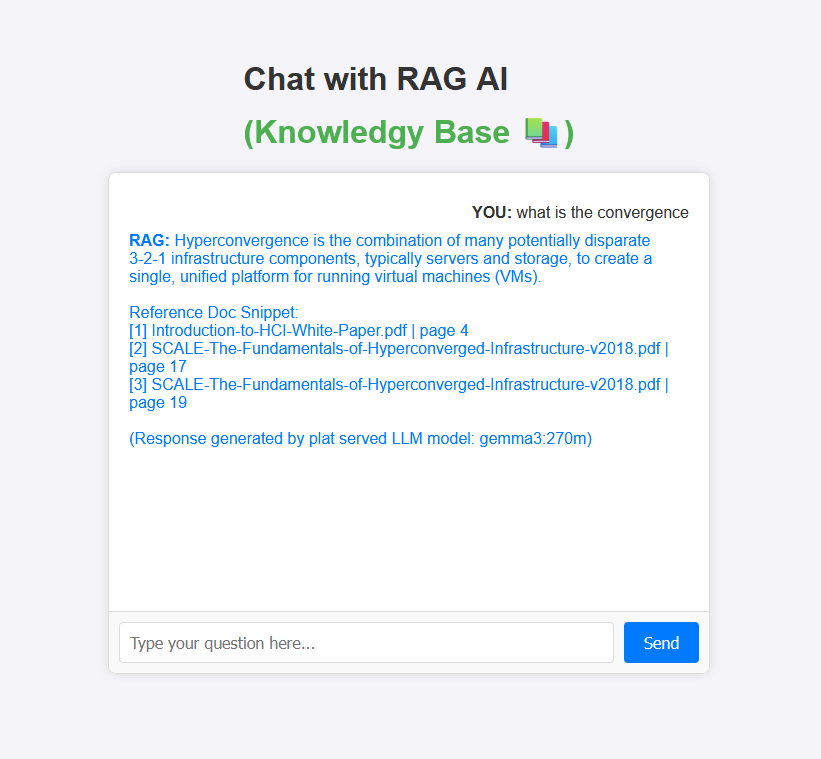 Chat with RAG AI
(Knowledgy Base 📚)
YOU: what is the convergence
RAG: Hyperconvergence is the combination of many potentially disparate
3-2-1 infrastructure components, typically servers and storage, to create a
single, unified platform for running virtual machines (VMs).
Reference Doc Snippet:
[1] Introduction-to-HCI-White-Paper.pdf | page 4
[2] SCALE-The-Fundamentals-of-Hyperconverged-Infrastructure-v2018.pdf |
page 17
[3] SCALE-The-Fundamentals-of-Hyperconverged-Infrastructure-v2018.pdf |
page 19
(Response generated by plat served LLM model: gemma3:270m)
Type your question here...
Send